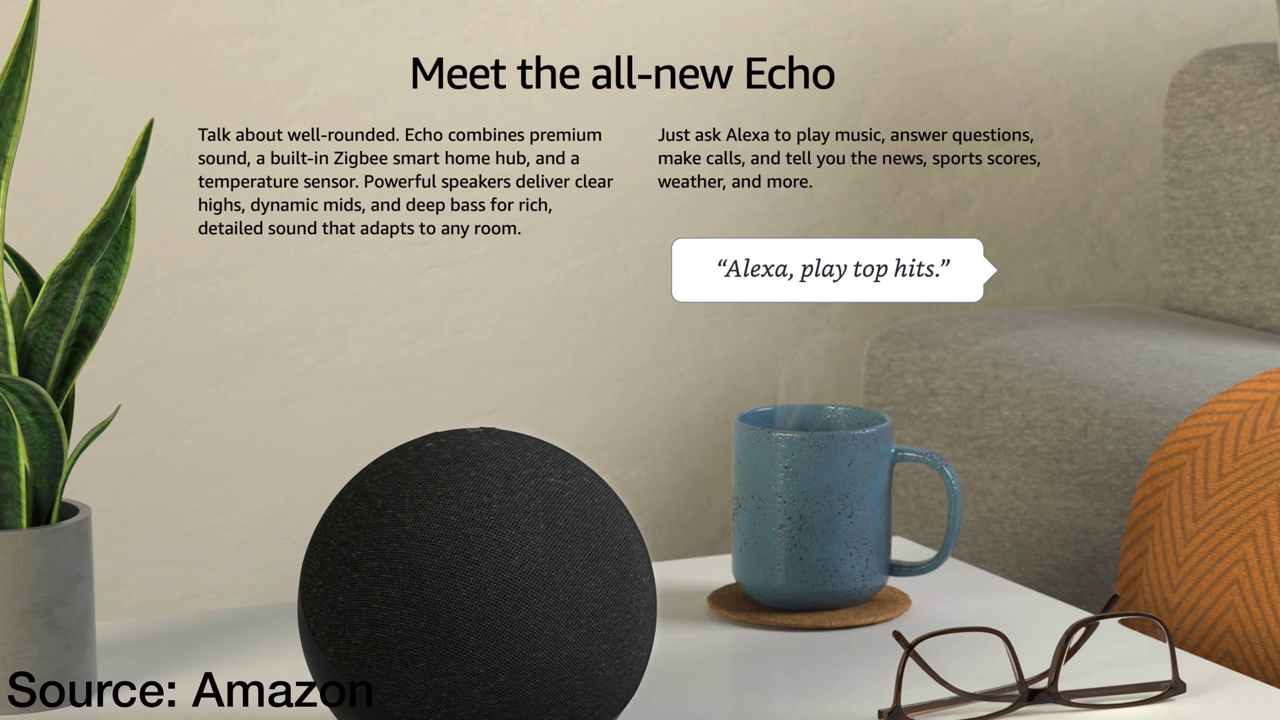 Meet the all-new Echo
Talk about well-rounded. Echo combines premium
sound, a built-in Zigbee smart home hub, and a
temperature sensor. Powerful speakers deliver clear
highs, dynamic mids, and deep bass for rich,
detailed sound that adapts to any room.
Just ask Alexa to play music, answer questions,
make calls, and tell you the news, sports scores,
weather, and more.
“Alexa, play top hits.”
Source: Amazon